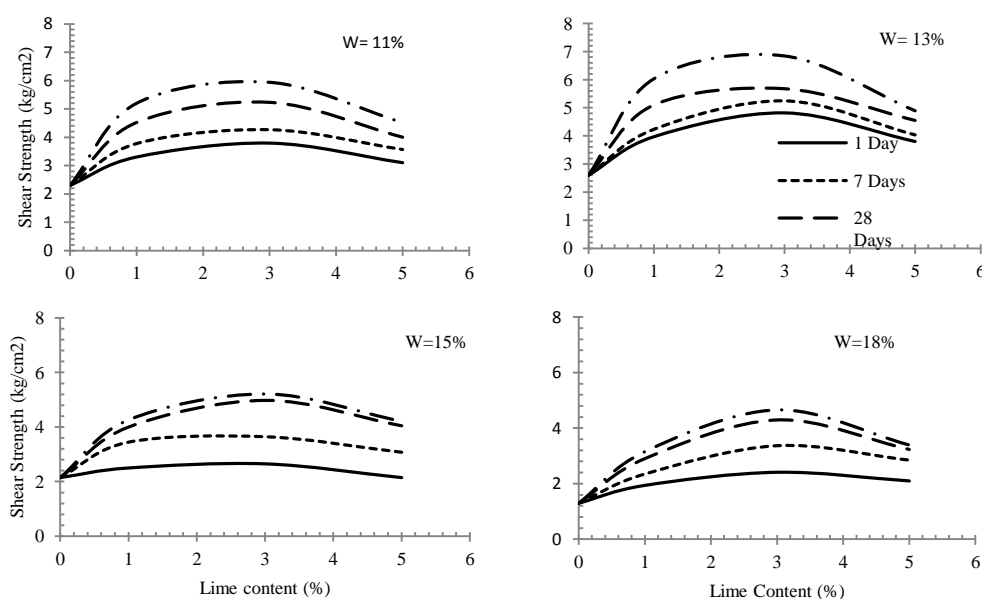 W= 11%
Shear Strength (kg/cm2)
8
7
6
5
4
3
2
1
0
0 1 2 3 4 5 6
W= 13%
8
7
6
5
4
3
2
1
0
0 1 2 3 4 5 6
1 Day
7 Days
28
Days
W=15%
Shear Strength (kg/cm2)
8
6
4
2
0
0 1 2 3 4 5 6
Lime content (%)
W=18%
8
6
4
2
0
0 1 2 3 4 5 6
Lime Content (%)